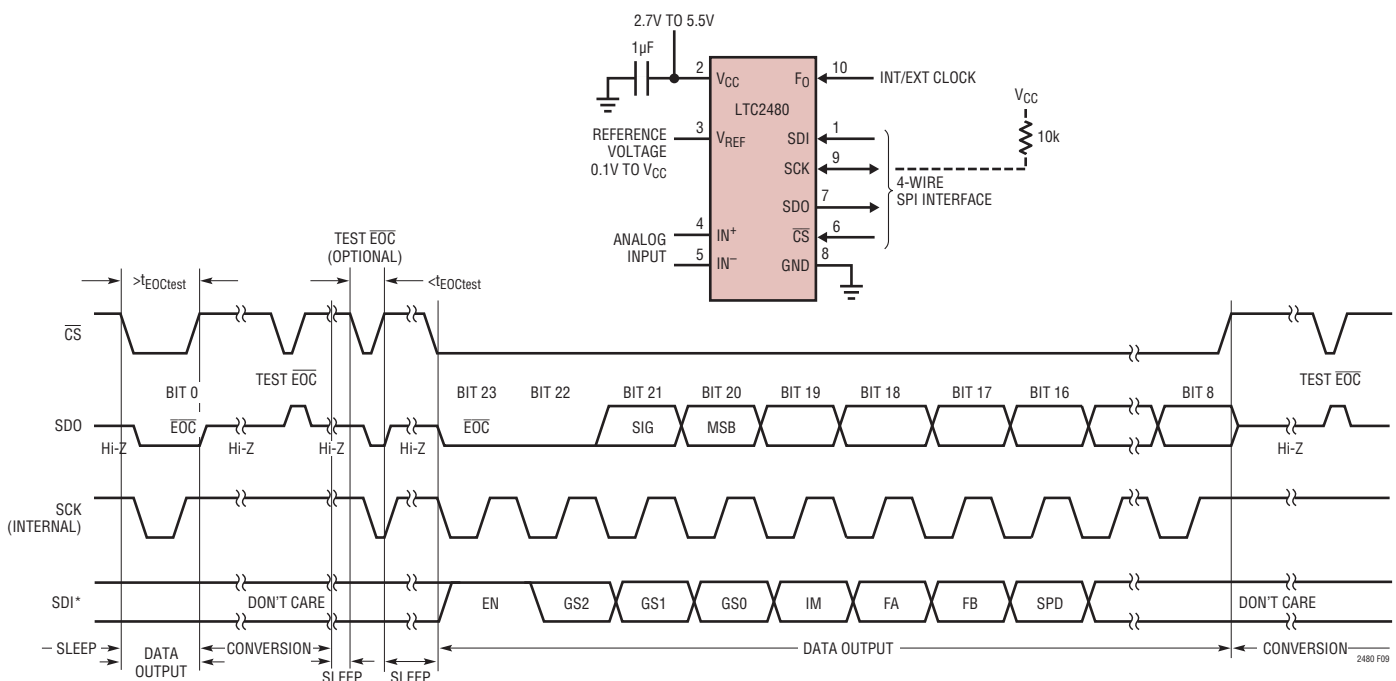 2.7V TO 5.5V
1µF
2
VCC
FO
10
INT/EXT CLOCK
LTC2480
VCC
10k
REFERENCE
VOLTAGE
0.1V TO VCC
3
VREF
SDI
1
SCK
9
SDO
7
4-WIRE
SPI INTERFACE
ANALOG
INPUT
4
IN+
5
IN−
CS
6
GND
8
TEST EOC
(OPTIONAL)
>tEOCtest
<tEOCtest
CS
BIT 0
TEST EOC
BIT 23
BIT 22
BIT 21
BIT 20
BIT 19
BIT 18
BIT 17
BIT 16
BIT 8
TEST EOC
SDO
EOC
EOC
SIG
MSB
Hi-Z
Hi-Z
Hi-Z
Hi-Z
Hi-Z
SCK
(INTERNAL)
SDI*
DON'T CARE
EN
GS2
GS1
GS0
IM
FA
FB
SPD
DON'T CARE
SLEEP
DATA
OUTPUT
CONVERSION
SLEEP
SLEEP
DATA OUTPUT
CONVERSION
2480 F09